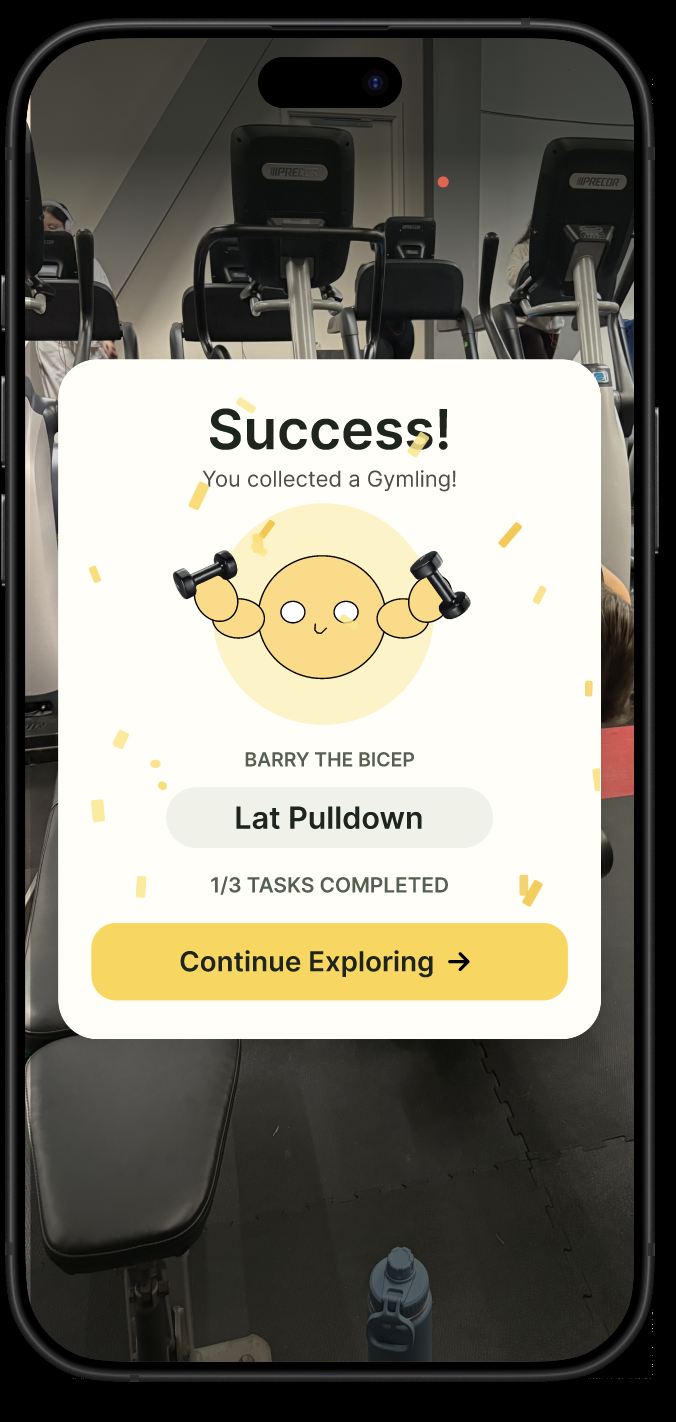 PRECOR
PRECOR
Success!
You collected a Gymling!
BARRY THE BICEP
Lat Pulldown
1/3 TASKS COMPLETED
Continue Exploring →